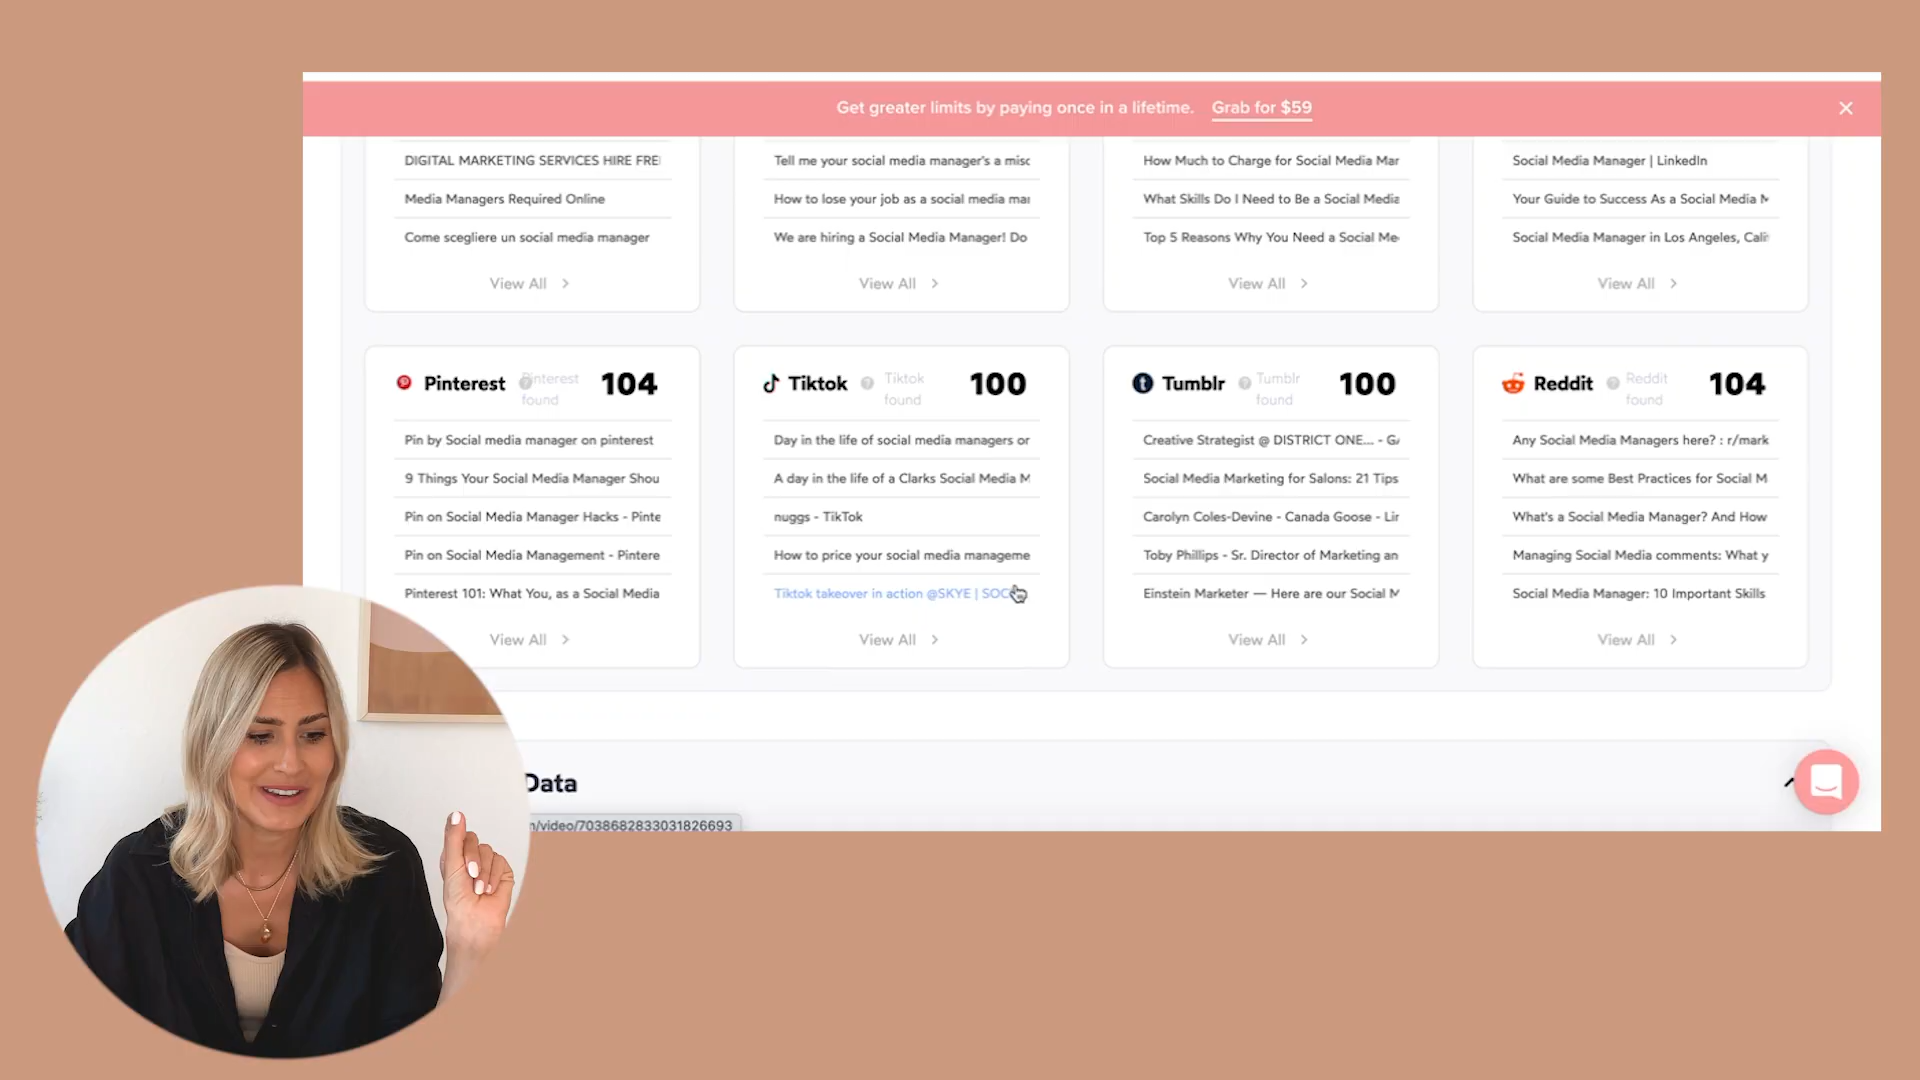 Get greater limits by paying once in a lifetime. Grab for $59
DIGITAL MARKETING SERVICES HIRE FRE
Media Managers Required Online
Come scegliere un social media manager
View All
Tell me your social media manager's a misc
How to lose your job as a social media mar
We are hiring a Social Media Manager! Do
View All
How Much to Charge for Social Media Mar
What Skills Do I Need to Be a Social Media
Top 5 Reasons Why You Need a Social Me
View All
Social Media Manager | LinkedIn
Your Guide to Success As a Social Media
Social Media Manager in Los Angeles, Cali
View All
Pinterest
Pinterest
found
104
Pin by Social media manager on pinterest
9 Things Your Social Media Manager Shou
Pin on Social Media Manager Hacks - Pinte
Pin on Social Media Management - Pintere
Pinterest 101: What You, as a Social Media
View All
Tiktok
Tiktok
found
100
Day in the life of social media managers or
A day in the life of a Clarks Social Media M
nuggs - TikTok
How to price your social media manageme
Tiktok takeover in action @SKYE | SOC
View All
Tumblr
Tumblr
found
100
Creative Strategist @ DISTRICT ONE... - G
Social Media Marketing for Salons: 21 Tips
Carolyn Coles-Devine - Canada Goose - Lin
Toby Phillips - Sr. Director of Marketing an
Einstein Marketer — Here are our Social M
View All
Reddit
Reddit
found
104
Any Social Media Managers here? : r/mark
What are some Best Practices for Social M
What's a Social Media Manager? And How
Managing Social Media comments: What y
Social Media Manager: 10 Important Skills
View All
Data
/video/7038682833031826693